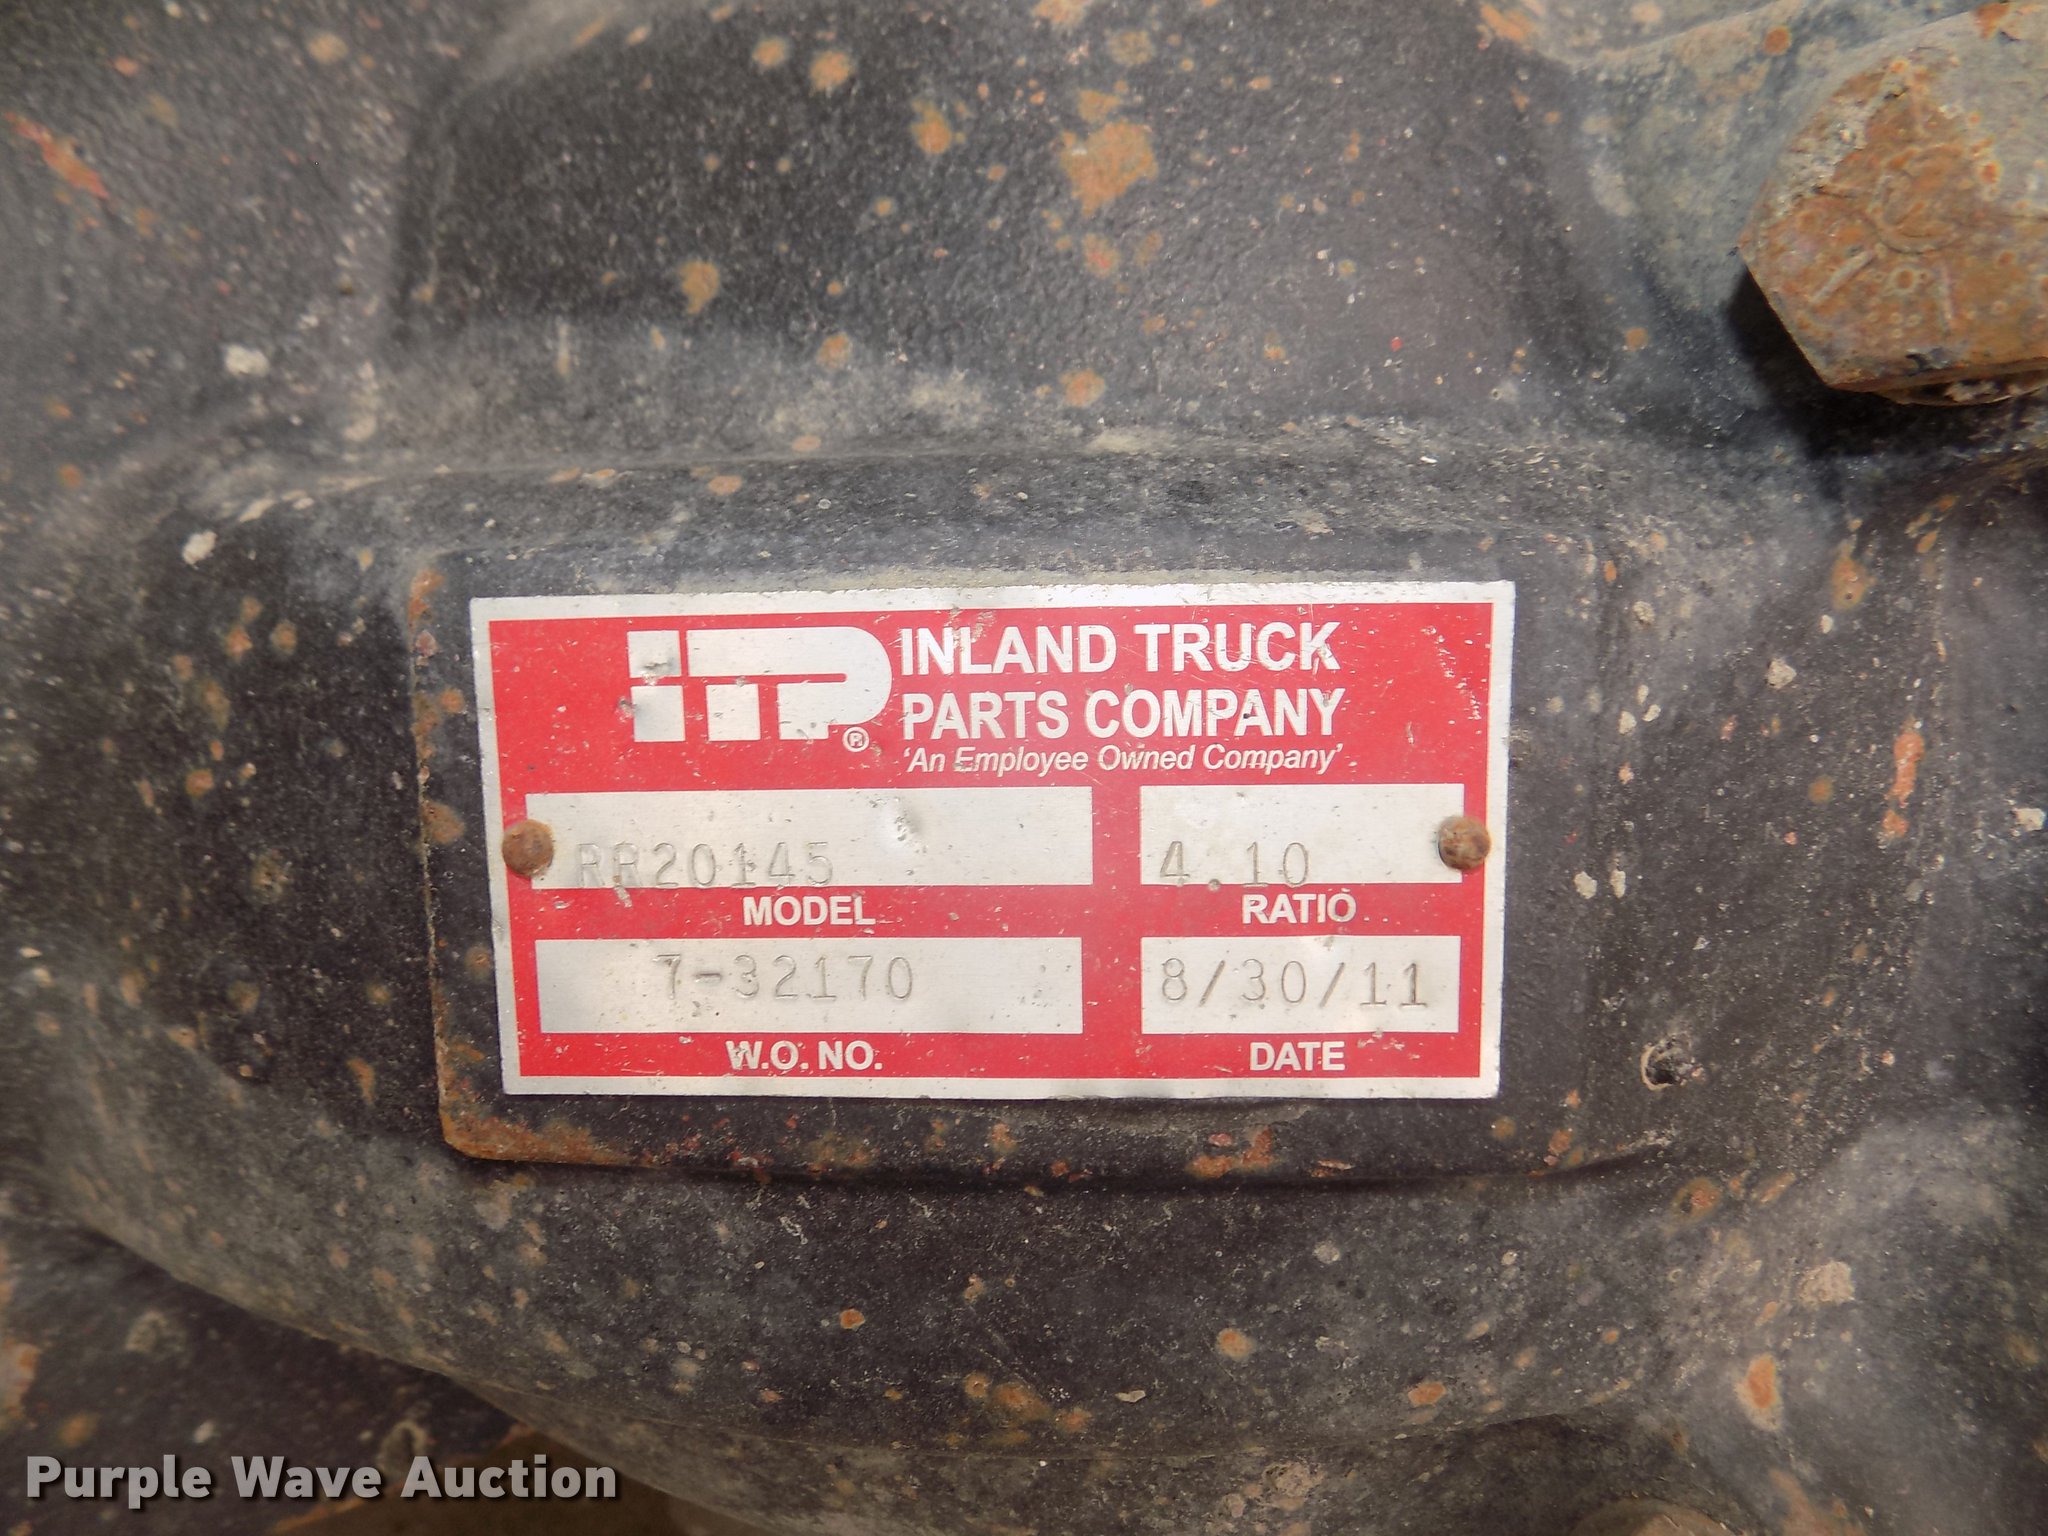 ITP® INLAND TRUCK
PARTS COMPANY
'An Employee Owned Company'
RR20145 4.10
MODEL RATIO
7-32170 8/30/11
W.O. NO. DATE
Purple Wave Auction